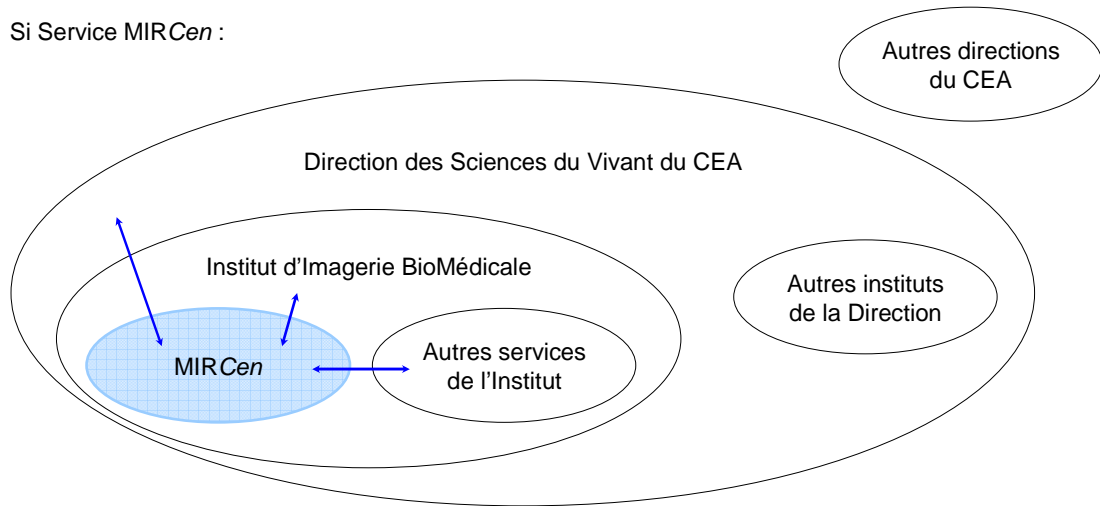 Si Service MIRCen :
Autres directions
du CEA
Direction des Sciences du Vivant du CEA
Institut d’Imagerie BioMédicale
Autres instituts
de la Direction
MIRCen
Autres services
de l’Institut